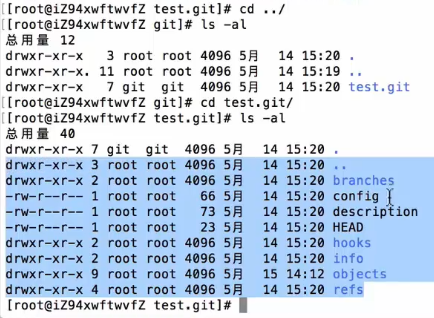 [[root@iZ94xwftwvfZ test.git]# cd ../
[[root@iZ94xwftwvfZ git]# ls -al
总用量 12
drwxr-xr-x   3 root root 4096 5月  14 15:20 .
drwxr-xr-x. 11 root root 4096 5月  14 15:19 ..
drwxr-xr-x   7 git  git  4096 5月  14 15:20 test.git
[[root@iZ94xwftwvfZ git]# cd test.git/
[[root@iZ94xwftwvfZ test.git]# ls -al
总用量 40
drwxr-xr-x 7 git  git  4096 5月  14 15:20 .
drwxr-xr-x 3 root root 4096 5月  14 15:20 ..
drwxr-xr-x 2 root root 4096 5月  14 15:20 branches
-rw-r--r-- 1 root root   66 5月  14 15:20 config
-rw-r--r-- 1 root root   73 5月  14 15:20 description
-rw-r--r-- 1 root root   23 5月  14 15:20 HEAD
drwxr-xr-x 2 root root 4096 5月  14 15:20 hooks
drwxr-xr-x 2 root root 4096 5月  14 15:20 info
drwxr-xr-x 9 root root 4096 5月  15 14:12 objects
drwxr-xr-x 4 root root 4096 5月  14 15:20 refs
[root@iZ94xwftwvfZ test.git]#